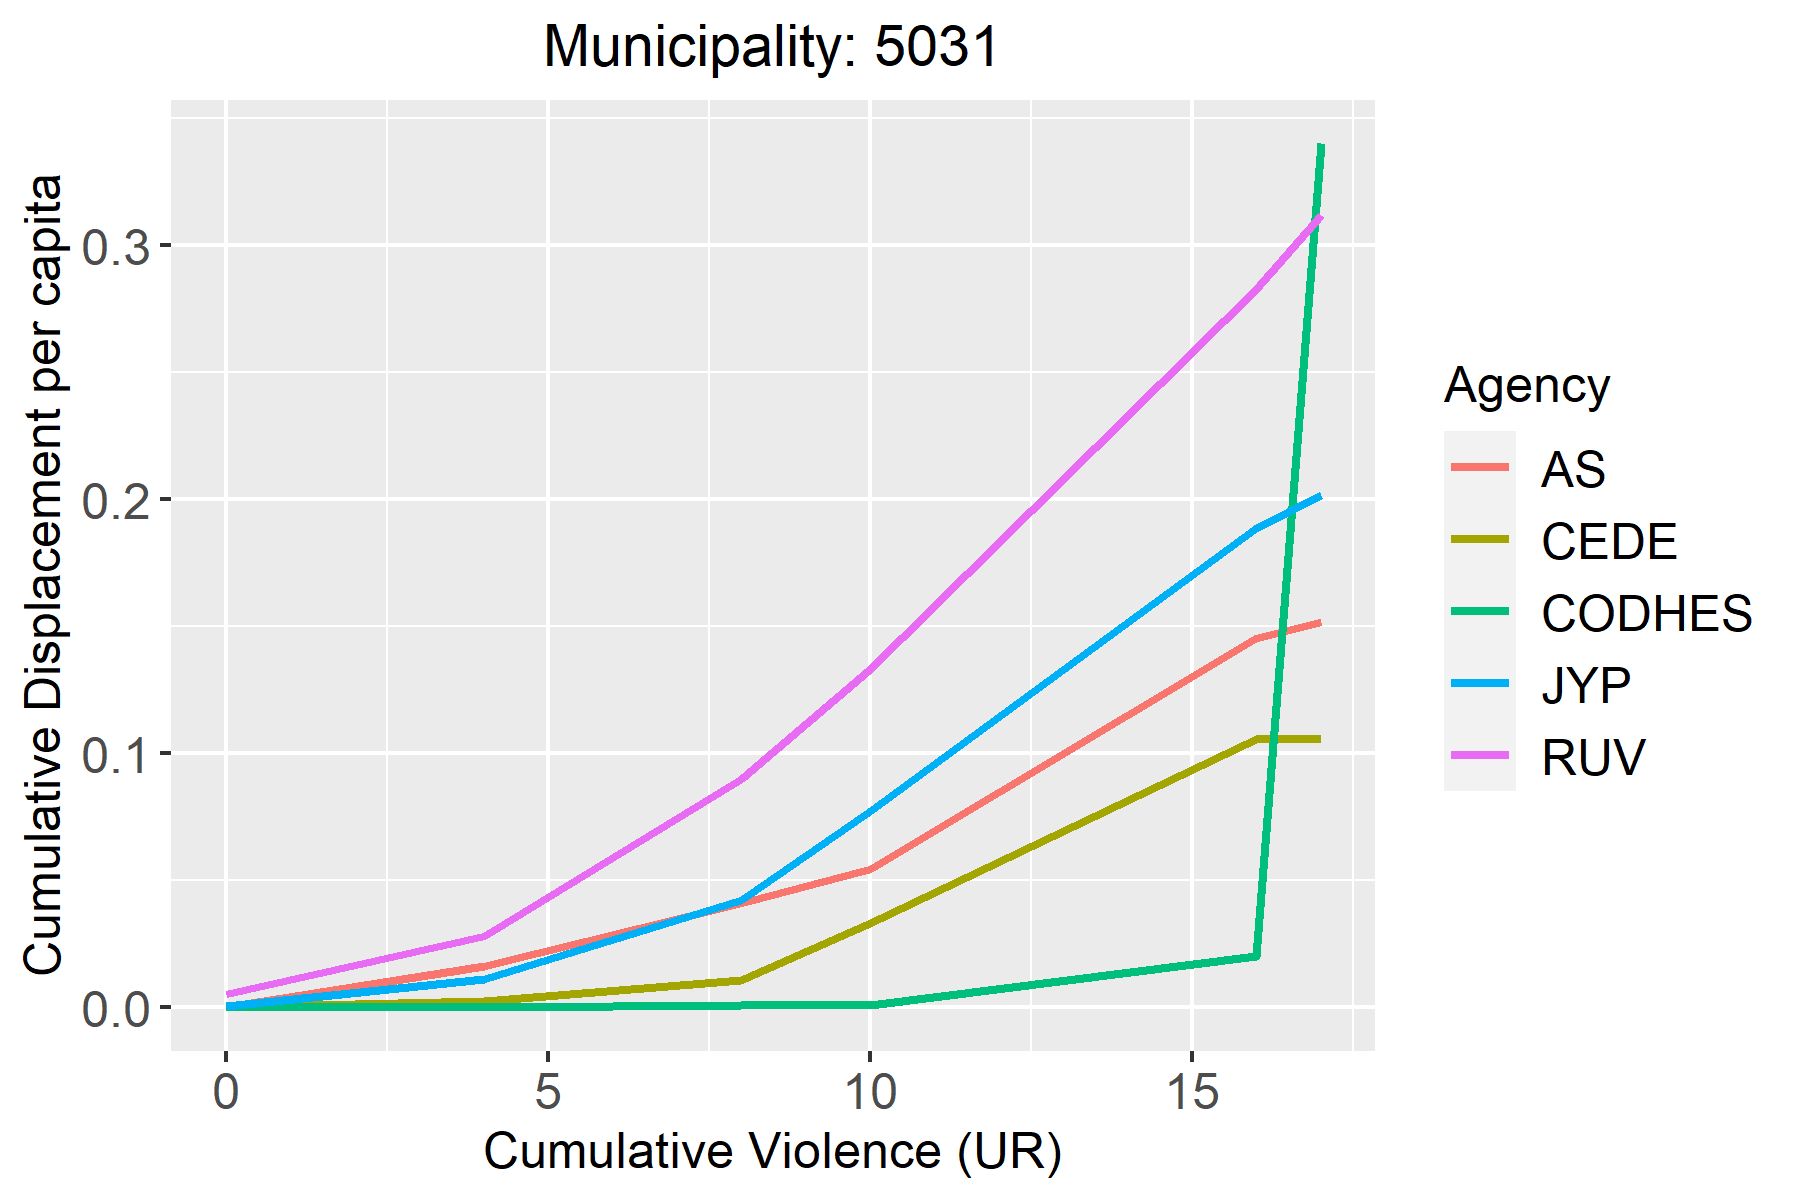 Municipality: 5031
Cumulative Displacement per capita
0.3
0.2
0.1
0.0
0 5 10 15
Cumulative Violence (UR)
Agency
AS
CEDE
CODHES
JYP
RUV